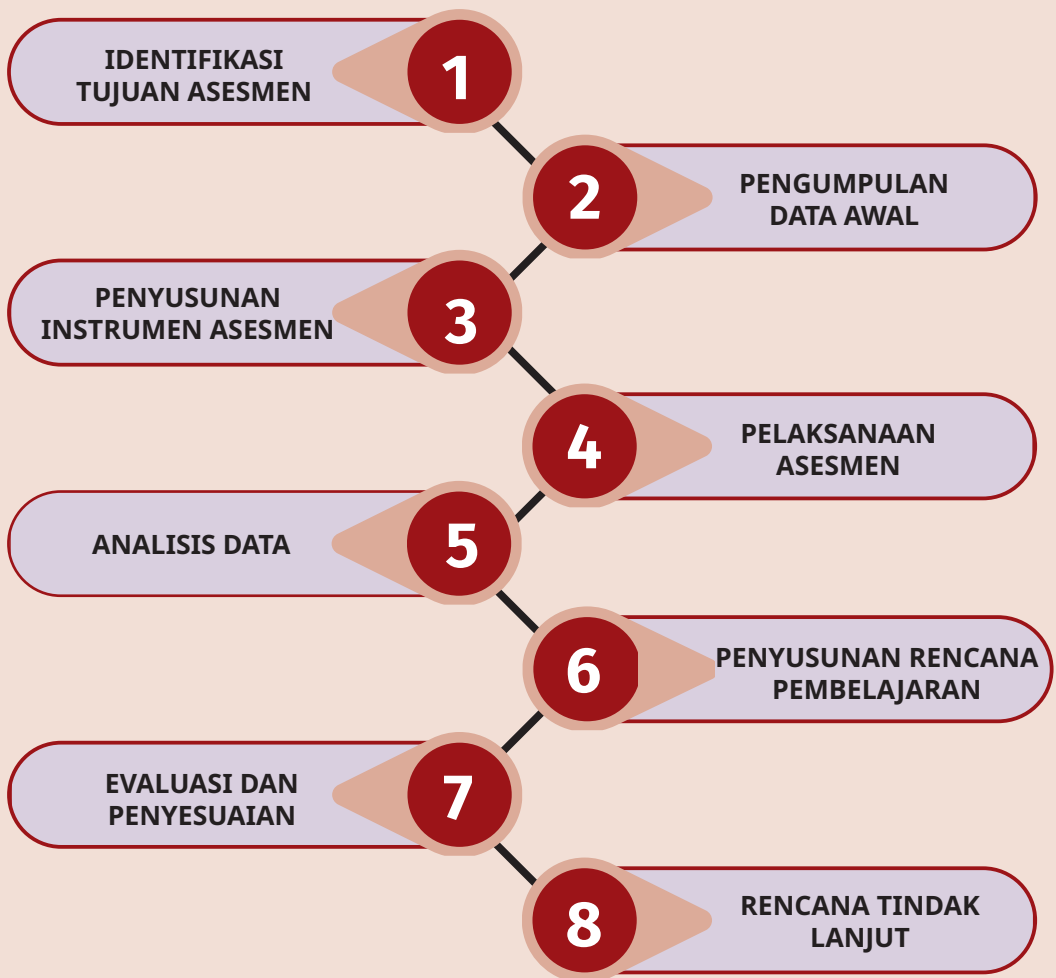 IDENTIFIKASI
TUJUAN ASESMEN
1
2
PENGUMPULAN
DATA AWAL
PENYUSUNAN
INSTRUMEN ASESMEN
3
4
PELAKSANAAN
ASESMEN
ANALISIS DATA
5
6
PENYUSUNAN RENCANA
PEMBELAJARAN
EVALUASI DAN
PENYESUAIAN
7
8
RENCANA TINDAK
LANJUT